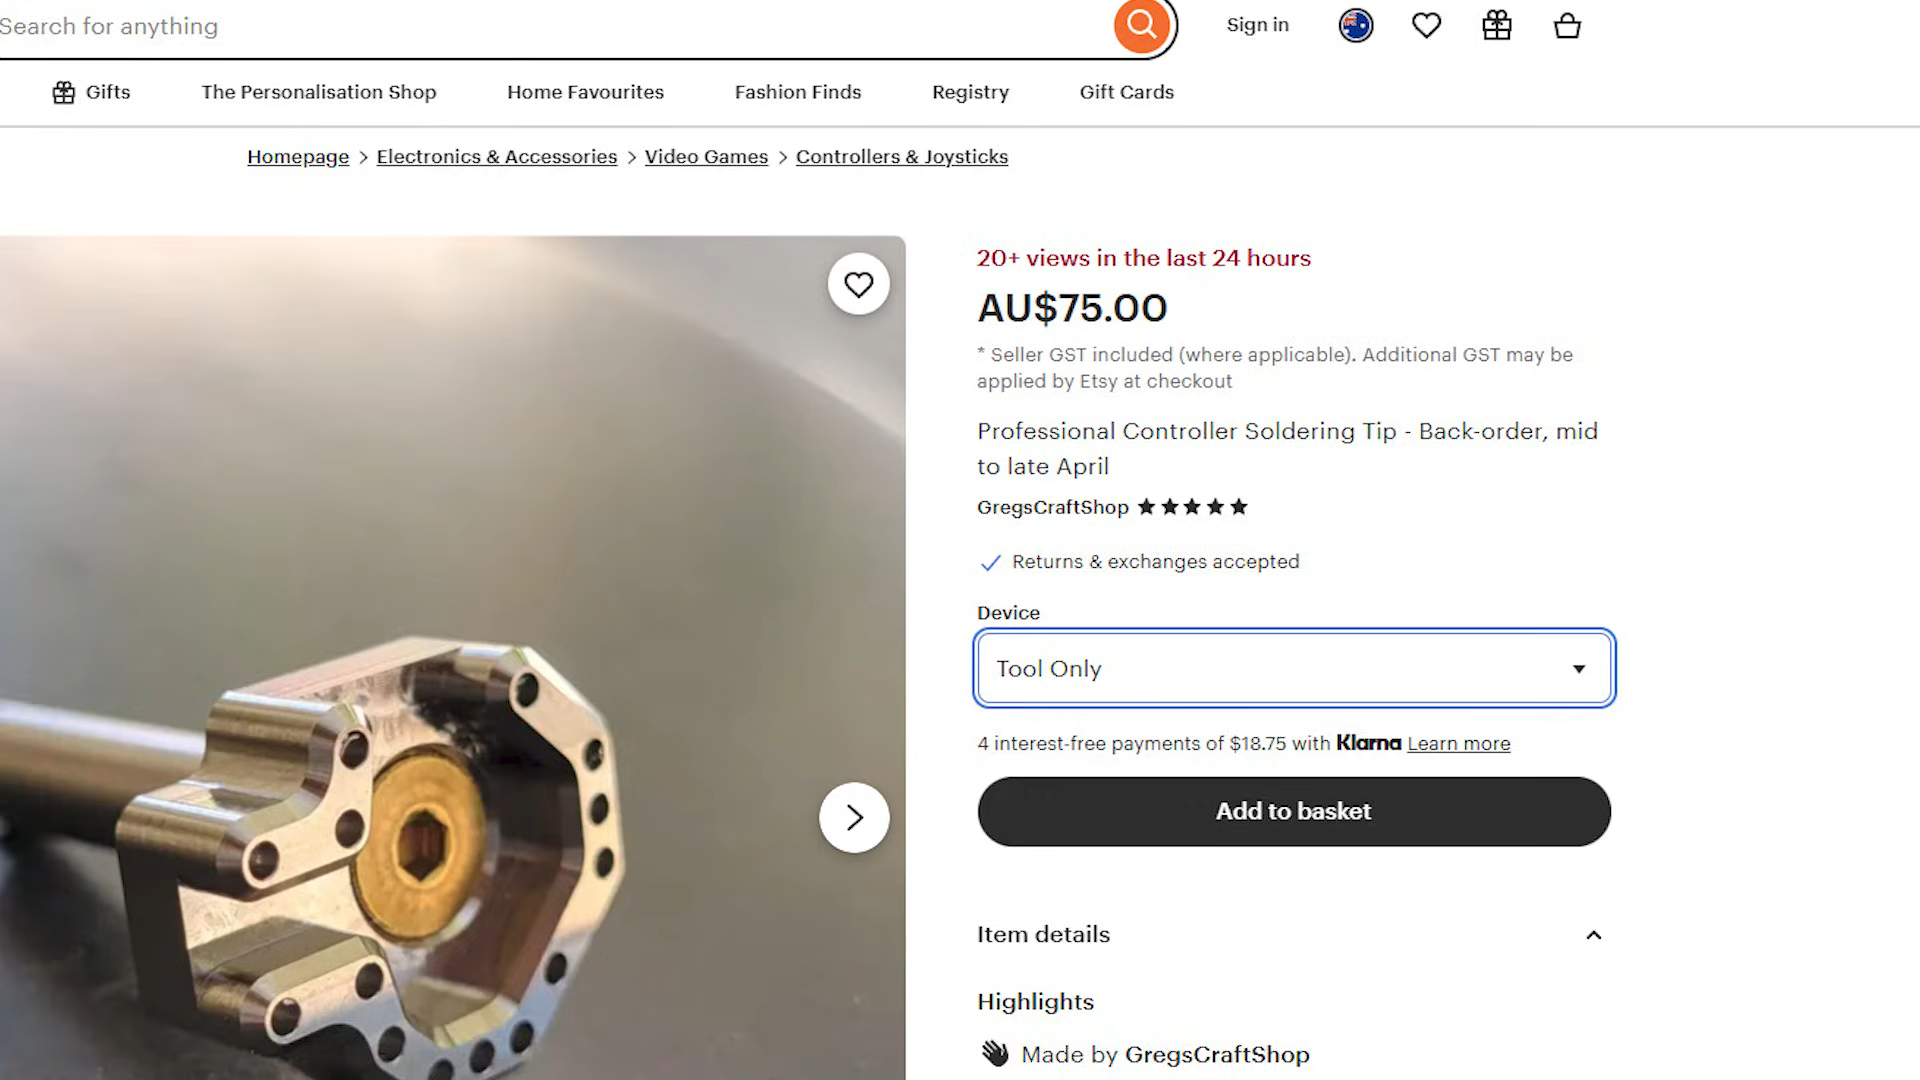 Search for anything
Sign in
Gifts
The Personalisation Shop
Home Favourites
Fashion Finds
Registry
Gift Cards
Homepage > Electronics & Accessories > Video Games > Controllers & Joysticks
20+ views in the last 24 hours
AU$75.00
* Seller GST included (where applicable). Additional GST may be
applied by Etsy at checkout
Professional Controller Soldering Tip - Back-order, mid
to late April
GregsCraftShop ★★★★★
Returns & exchanges accepted
Device
Tool Only
4 interest-free payments of $18.75 with Klarna Learn more
Add to basket
Item details
Highlights
Made by GregsCraftShop